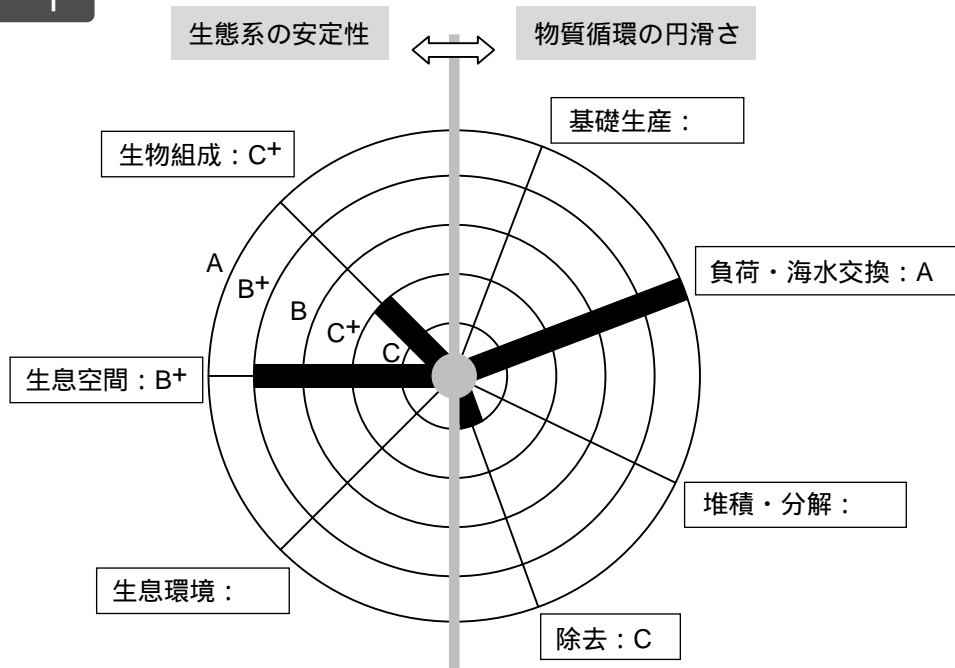 生態系の安定性
物質循環の円滑さ
基礎生産：
生物組成：C⁺
負荷・海水交換：A
A
B⁺
B
C⁺
C
生息空間：B⁺
堆積・分解：
生息環境：
除去：C